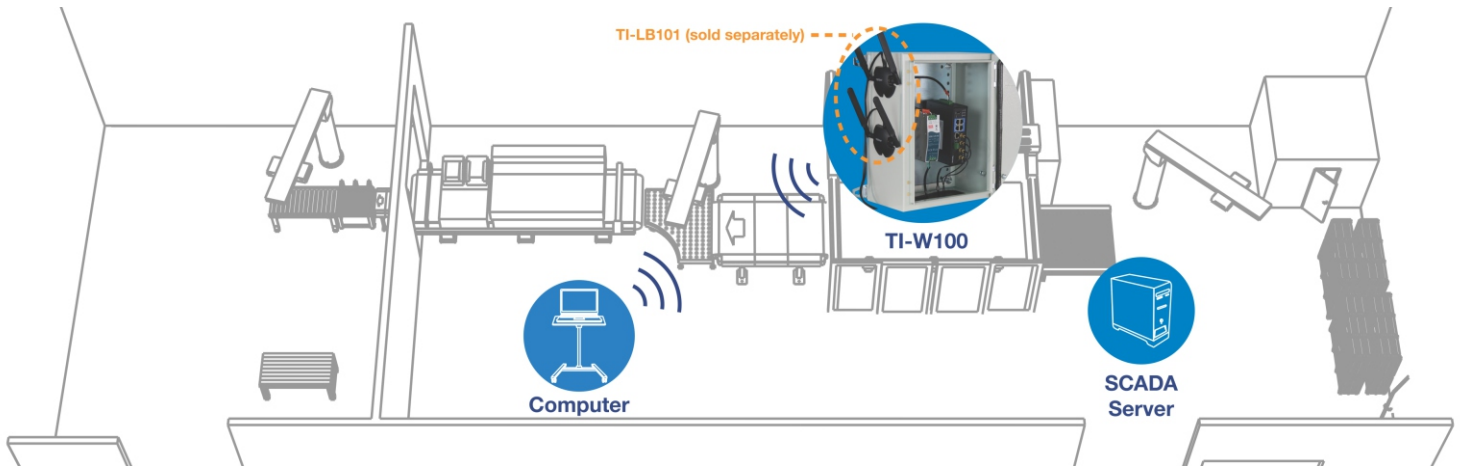 TI-LB101 (sold separately)
TI-W100
Computer
SCADA
Server